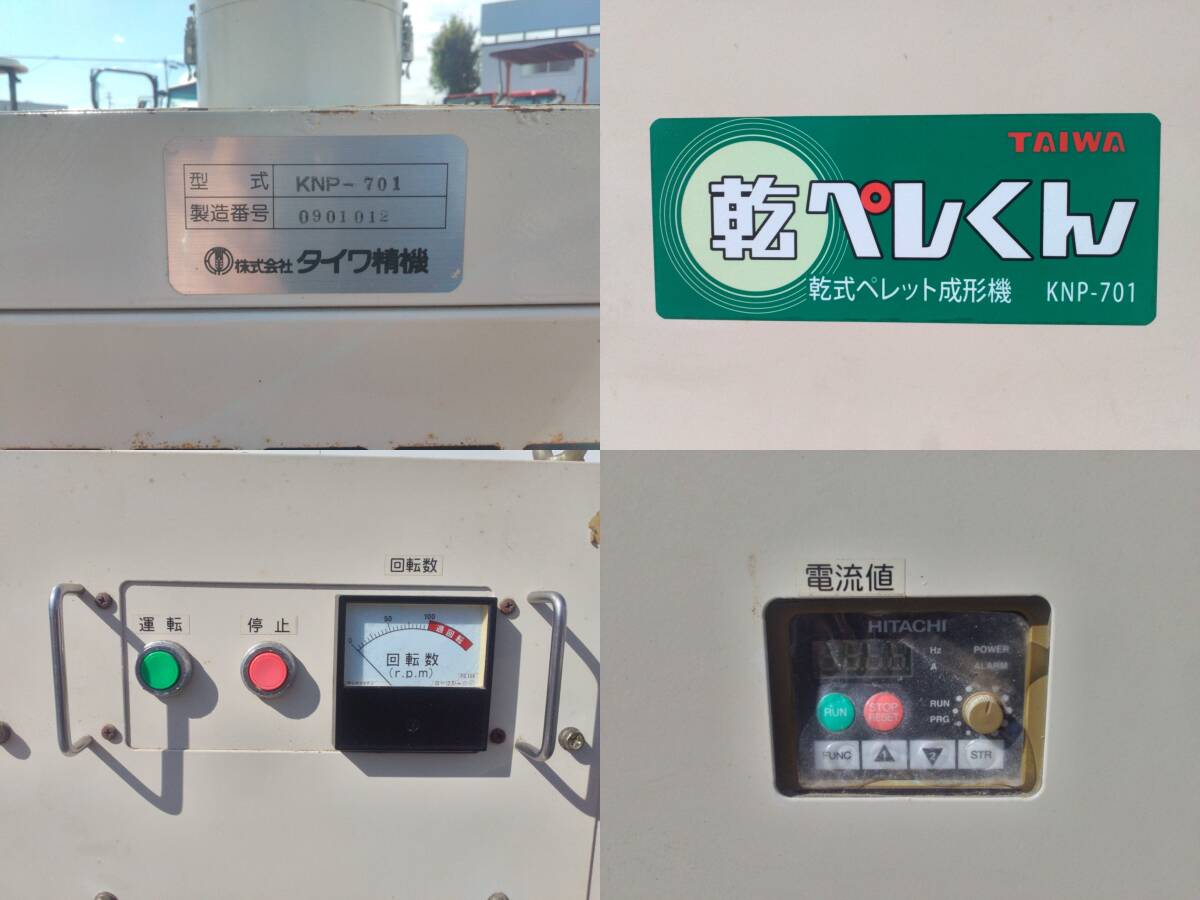 型式 KNP-701
製造番号 0901012
株式会社 タイワ精機
TAIWA
乾ペレくん
乾式ペレット成形機 KNP-701
回転数
運転 停止
0 50 100 過回転
回転数
(r.p.m)
電流値
HITACHI
Hz POWER
A ALARM
RUN STOP RESET RUN
PRG
FUNC 1 2 STR